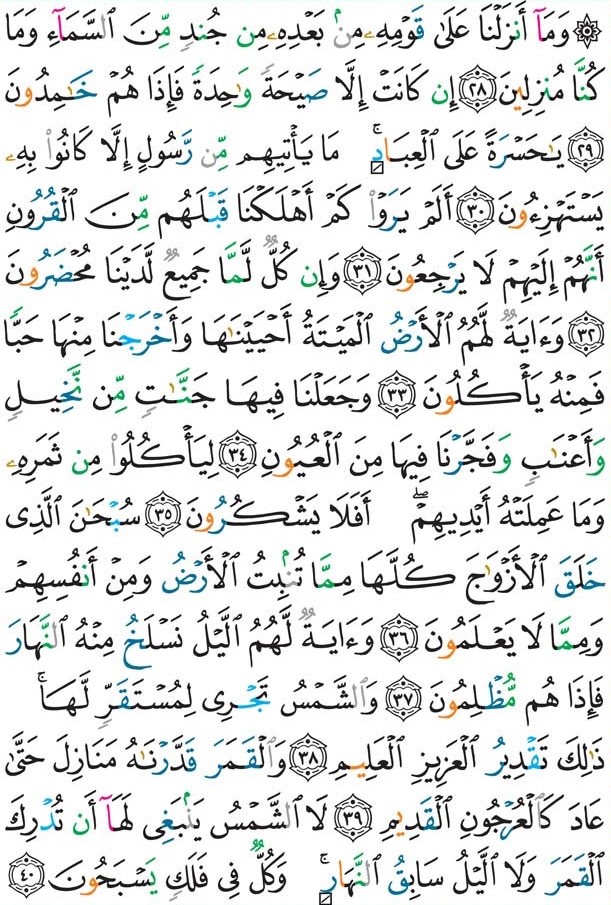 ۞ وَمَآ أَنزَلْنَا عَلَىٰ قَوْمِهِۦ مِنۢ بَعْدِهِۦ مِن جُندٍ مِّنَ ٱلسَّمَآءِ وَمَا
كُنَّا مُنزِلِينَ ٢٨ إِن كَانَتْ إِلَّا صَيْحَةً وَٰحِدَةً فَإِذَا هُمْ خَٰمِدُونَ
٢٩ يَٰحَسْرَةً عَلَى ٱلْعِبَادِ ۚ مَا يَأْتِيهِم مِّن رَّسُولٍ إِلَّا كَانُوا۟ بِهِۦ
يَسْتَهْزِءُونَ ٣٠ أَلَمْ يَرَوْا۟ كَمْ أَهْلَكْنَا قَبْلَهُم مِّنَ ٱلْقُرُونِ
أَنَّهُمْ إِلَيْهِمْ لَا يَرْجِعُونَ ٣١ وَإِن كُلٌّ لَّمَّا جَمِيعٌ لَّدَيْنَا مُحْضَرُونَ
٣٢ وَءَايَةٌ لَّهُمُ ٱلْأَرْضُ ٱلْمَيْتَةُ أَحْيَيْنَٰهَا وَأَخْرَجْنَا مِنْهَا حَبًّا
فَمِنْهُ يَأْكُلُونَ ٣٣ وَجَعَلْنَا فِيهَا جَنَّٰتٍ مِّن نَّخِيلٍ
وَأَعْنَٰبٍ وَفَجَّرْنَا فِيهَا مِنَ ٱلْعُيُونِ ٣٤ لِيَأْكُلُوا۟ مِن ثَمَرِهِۦ
وَمَا عَمِلَتْهُ أَيْدِيهِمْ ۖ أَفَلَا يَشْكُرُونَ ٣٥ سُبْحَٰنَ ٱلَّذِى
خَلَقَ ٱلْأَزْوَٰجَ كُلَّهَا مِمَّا تُنۢبِتُ ٱلْأَرْضُ وَمِنْ أَنفُسِهِمْ
وَمِمَّا لَا يَعْلَمُونَ ٣٦ وَءَايَةٌ لَّهُمُ ٱلَّيْلُ نَسْلَخُ مِنْهُ ٱلنَّهَارَ
فَإِذَا هُم مُّظْلِمُونَ ٣٧ وَٱلشَّمْسُ تَجْرِى لِمُسْتَقَرٍّ لَّهَا ۚ
ذَٰلِكَ تَقْدِيرُ ٱلْعَزِيزِ ٱلْعَلِيمِ ٣٨ وَٱلْقَمَرَ قَدَّرْنَٰهُ مَنَازِلَ حَتَّىٰ
عَادَ كَٱلْعُرْجُونِ ٱلْقَدِيمِ ٣٩ لَا ٱلشَّمْسُ يَنۢبَغِى لَهَآ أَن تُدْرِكَ
ٱلْقَمَرَ وَلَا ٱلَّيْلُ سَابِقُ ٱلنَّهَارِ ۚ وَكُلٌّ فِى فَلَكٍ يَسْبَحُونَ ٤٠